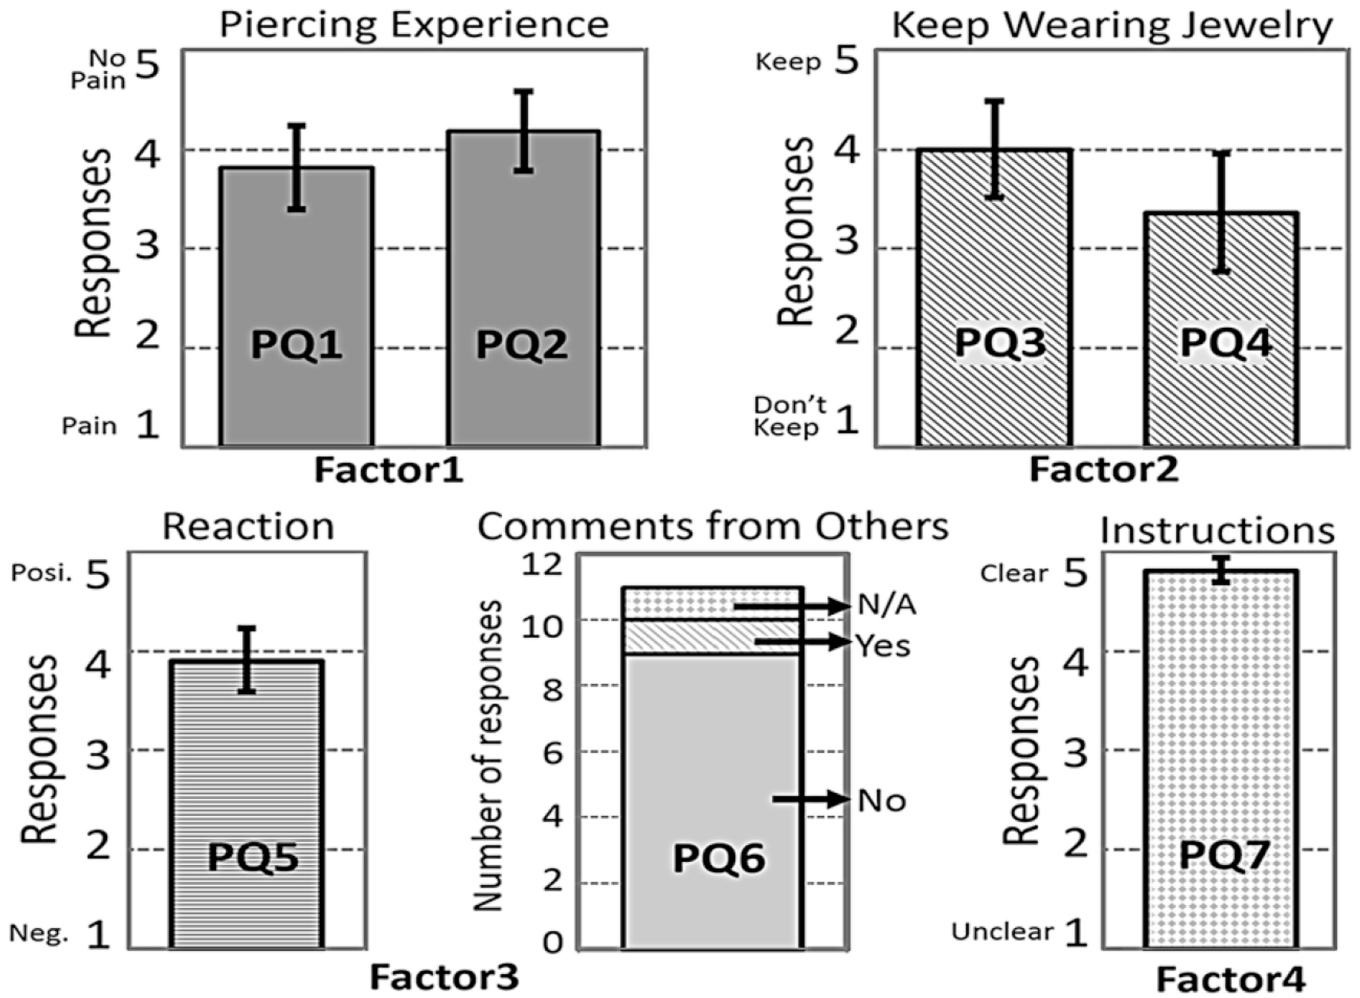 Piercing Experience
No
Pain
5
4
3
2
Pain 1
Responses
PQ1
PQ2
Factor1
Keep Wearing Jewelry
Keep 5
4
3
2
Don't
Keep
1
Responses
PQ3
PQ4
Factor2
Reaction
Posi. 5
4
3
2
Neg. 1
Responses
PQ5
Comments from Others
12
10
8
6
4
2
0
Number of responses
N/A
Yes
No
PQ6
Factor3
Instructions
Clear 5
4
3
2
Unclear 1
Responses
PQ7
Factor4